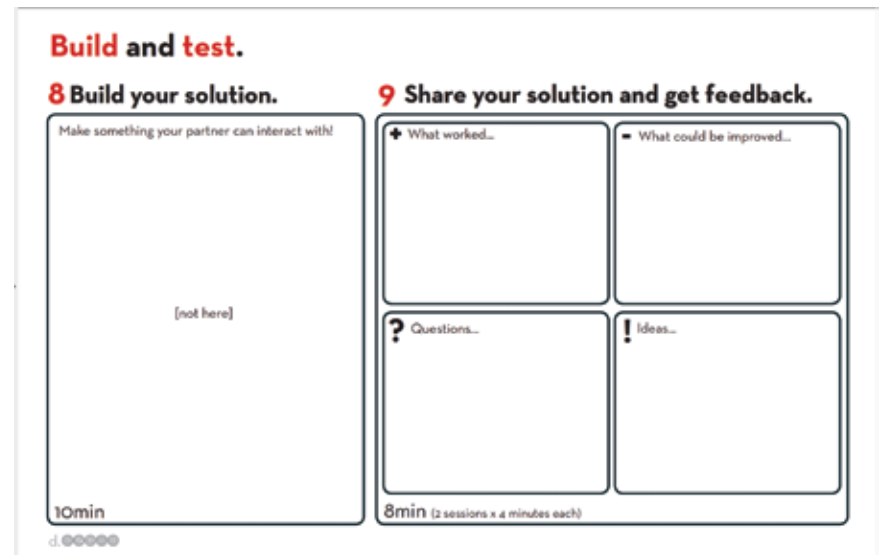 Build and test.
8 Build your solution.
Make something your partner can interact with!
[not here]
10min
9 Share your solution and get feedback.
+ What worked...
- What could be improved...
? Questions...
! Ideas...
8min (2 sessions x 4 minutes each)
d.